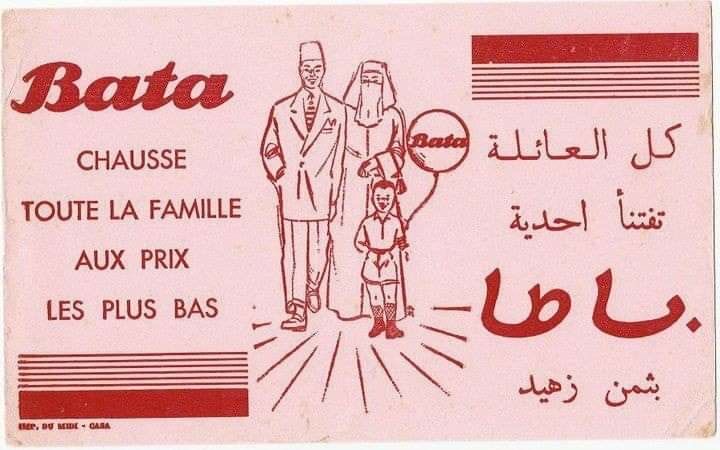 Bata
CHAUSSE
TOUTE LA FAMILLE
AUX PRIX
LES PLUS BAS
IMP. DU MIDI - CASA
Bata
كل العائلة
تفتنأ احدية
باطا
بثمن زهيد